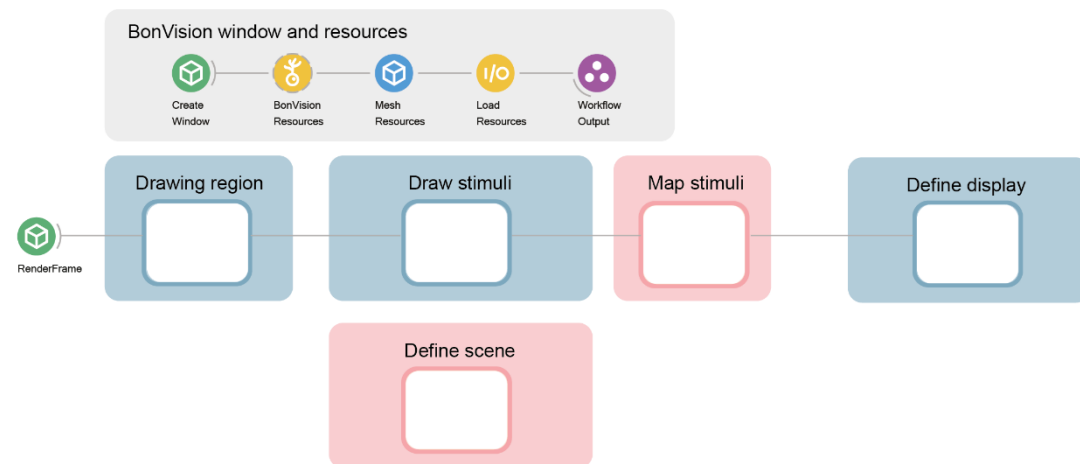 BonVision window and resources
I/O
Create
Window
BonVision
Resources
Mesh
Resources
Load
Resources
Workflow
Output
Drawing region
Draw stimuli
Map stimuli
Define display
RenderFrame
Define scene